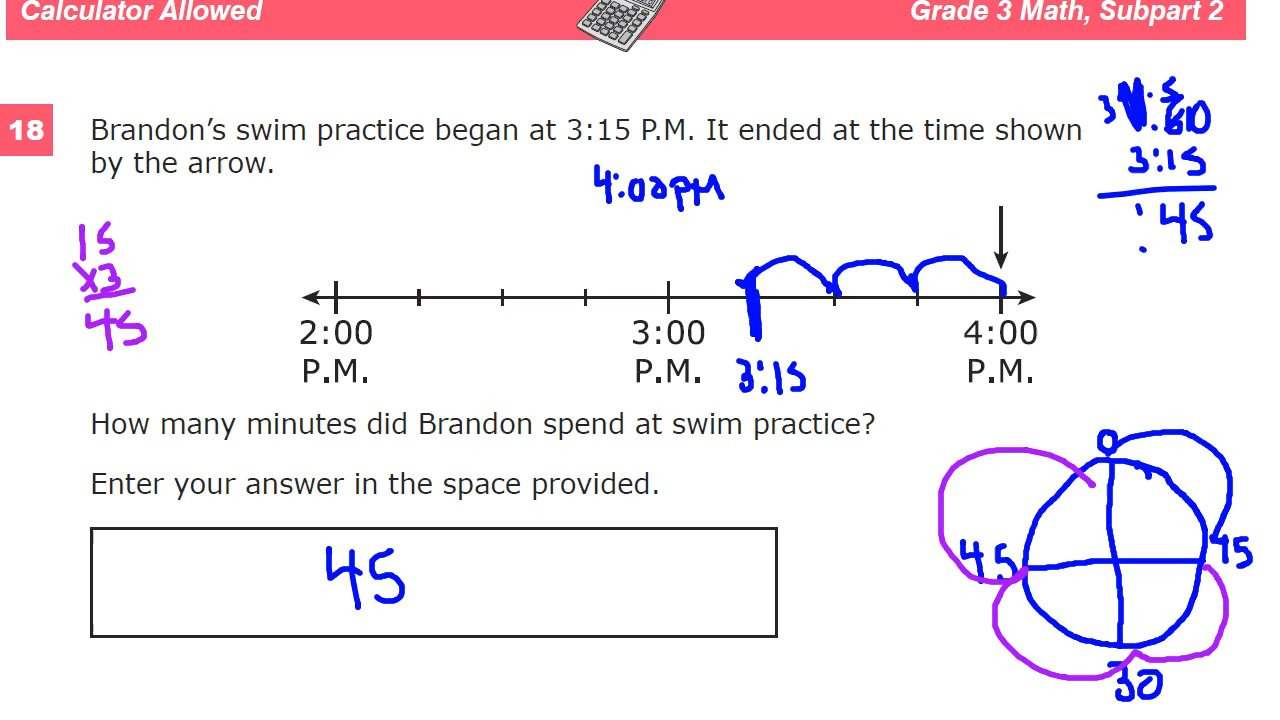 Calculator Allowed
Grade 3 Math, Subpart 2
18
Brandon's swim practice began at 3:15 P.M. It ended at the time shown
by the arrow.
4:00pm
3:60
3:15
:45
15
x3
45
2:00 P.M.
3:00 P.M.
4:00 P.M.
3:15
How many minutes did Brandon spend at swim practice?
Enter your answer in the space provided.
45
0
15
45
30